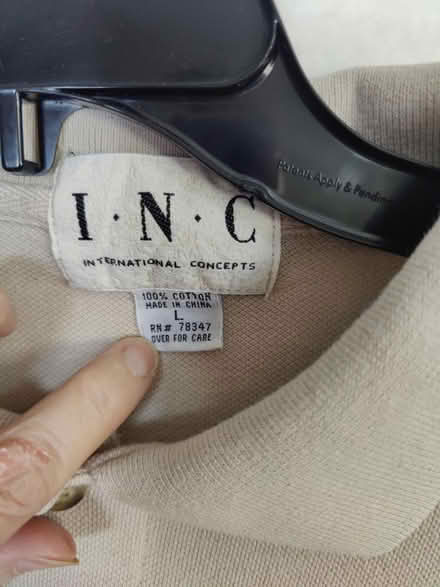 Patents Apply & Pending
I·N·C
INTERNATIONAL CONCEPTS
100% COTTON
MADE IN CHINA
L
RN# 78347
OVER FOR CARE